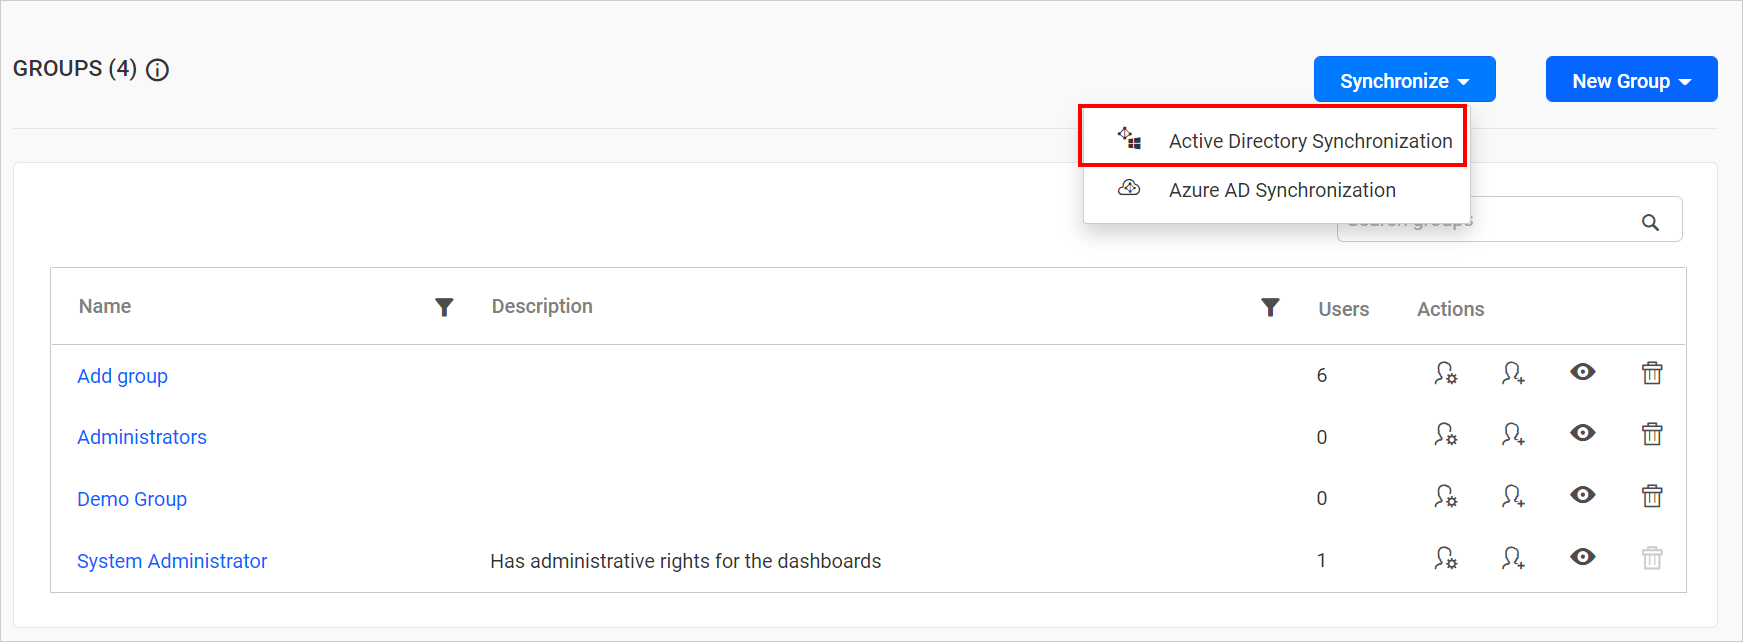 GROUPS (4)
Synchronize
New Group
Active Directory Synchronization
Azure AD Synchronization
groups
Name
Description
Users
Actions
Add group
6
Administrators
0
Demo Group
0
System Administrator
Has administrative rights for the dashboards
1